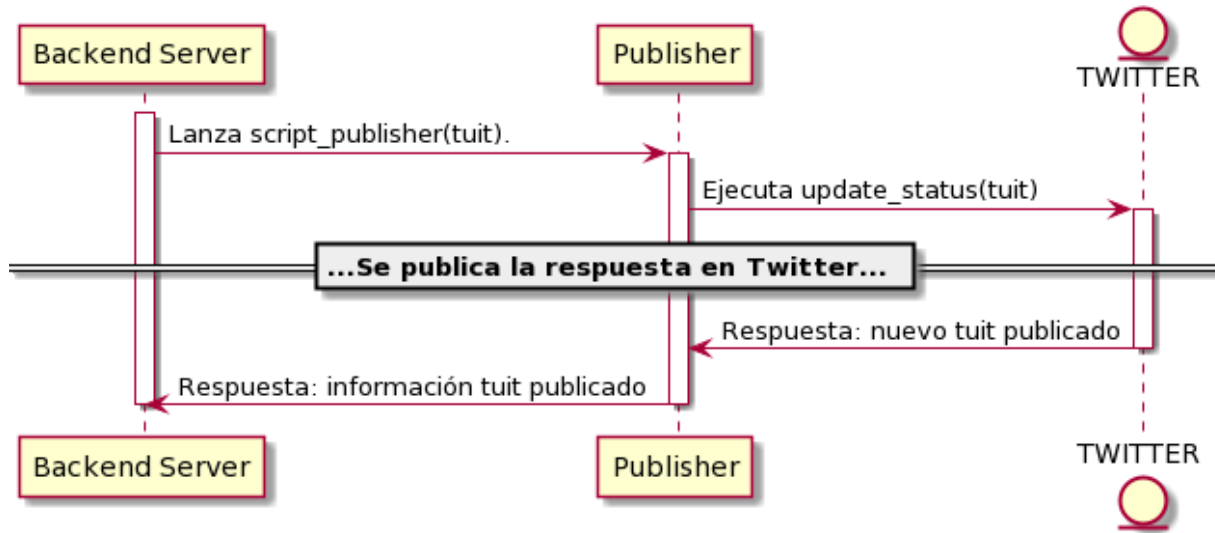 Backend Server
Publisher
TWITTER
Lanza script_publisher(tuit).
Ejecuta update_status(tuit)
...Se publica la respuesta en Twitter...
Respuesta: nuevo tuit publicado
Respuesta: información tuit publicado
Backend Server
Publisher
TWITTER